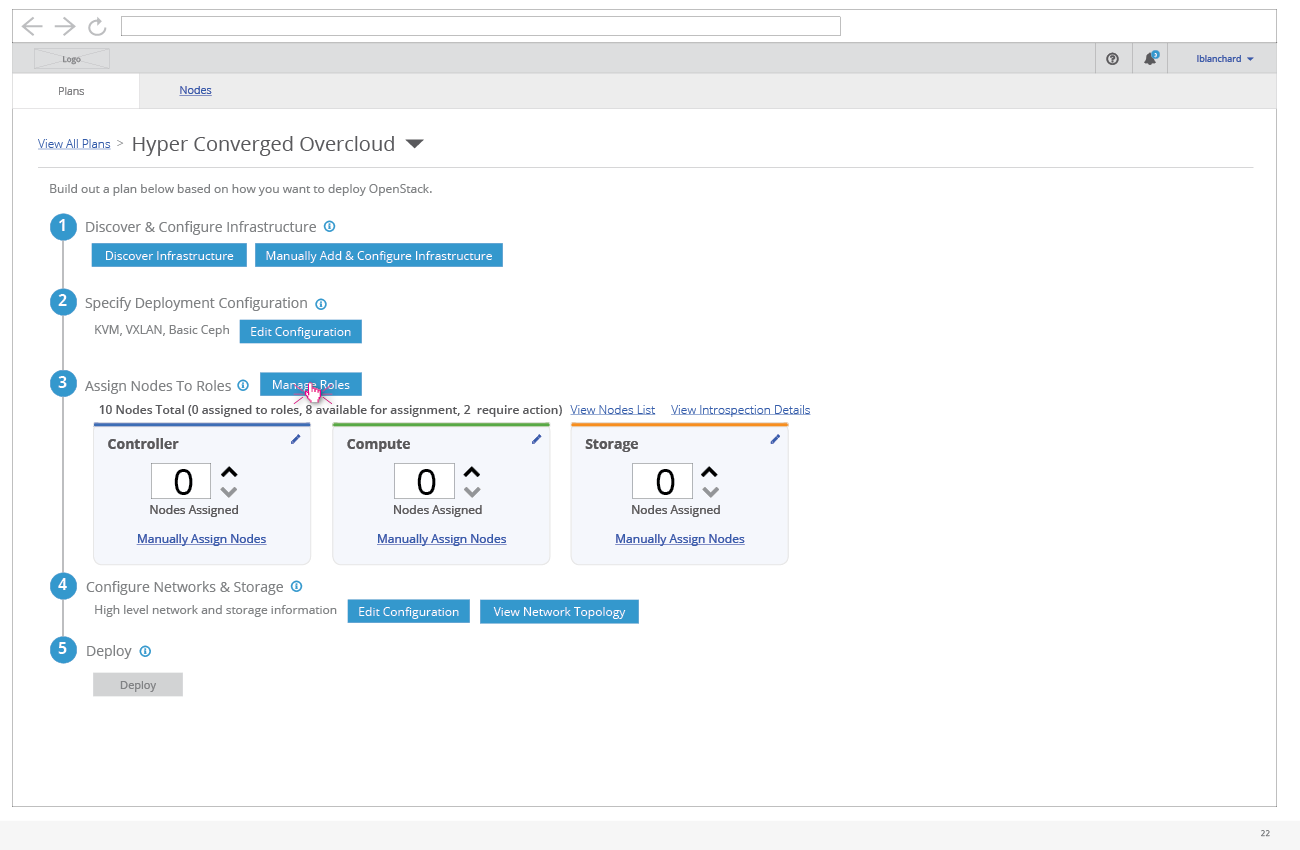 Logo
3
lblanchard
Plans
Nodes
View All Plans > Hyper Converged Overcloud
Build out a plan below based on how you want to deploy OpenStack.
1 Discover & Configure Infrastructure
Discover Infrastructure
Manually Add & Configure Infrastructure
2 Specify Deployment Configuration
KVM, VXLAN, Basic Ceph
Edit Configuration
3 Assign Nodes To Roles
Manage Roles
10 Nodes Total (0 assigned to roles, 8 available for assignment, 2 require action)
View Nodes List
View Introspection Details
Controller
0
Nodes Assigned
Manually Assign Nodes
Compute
0
Nodes Assigned
Manually Assign Nodes
Storage
0
Nodes Assigned
Manually Assign Nodes
4 Configure Networks & Storage
High level network and storage information
Edit Configuration
View Network Topology
5 Deploy
Deploy
22